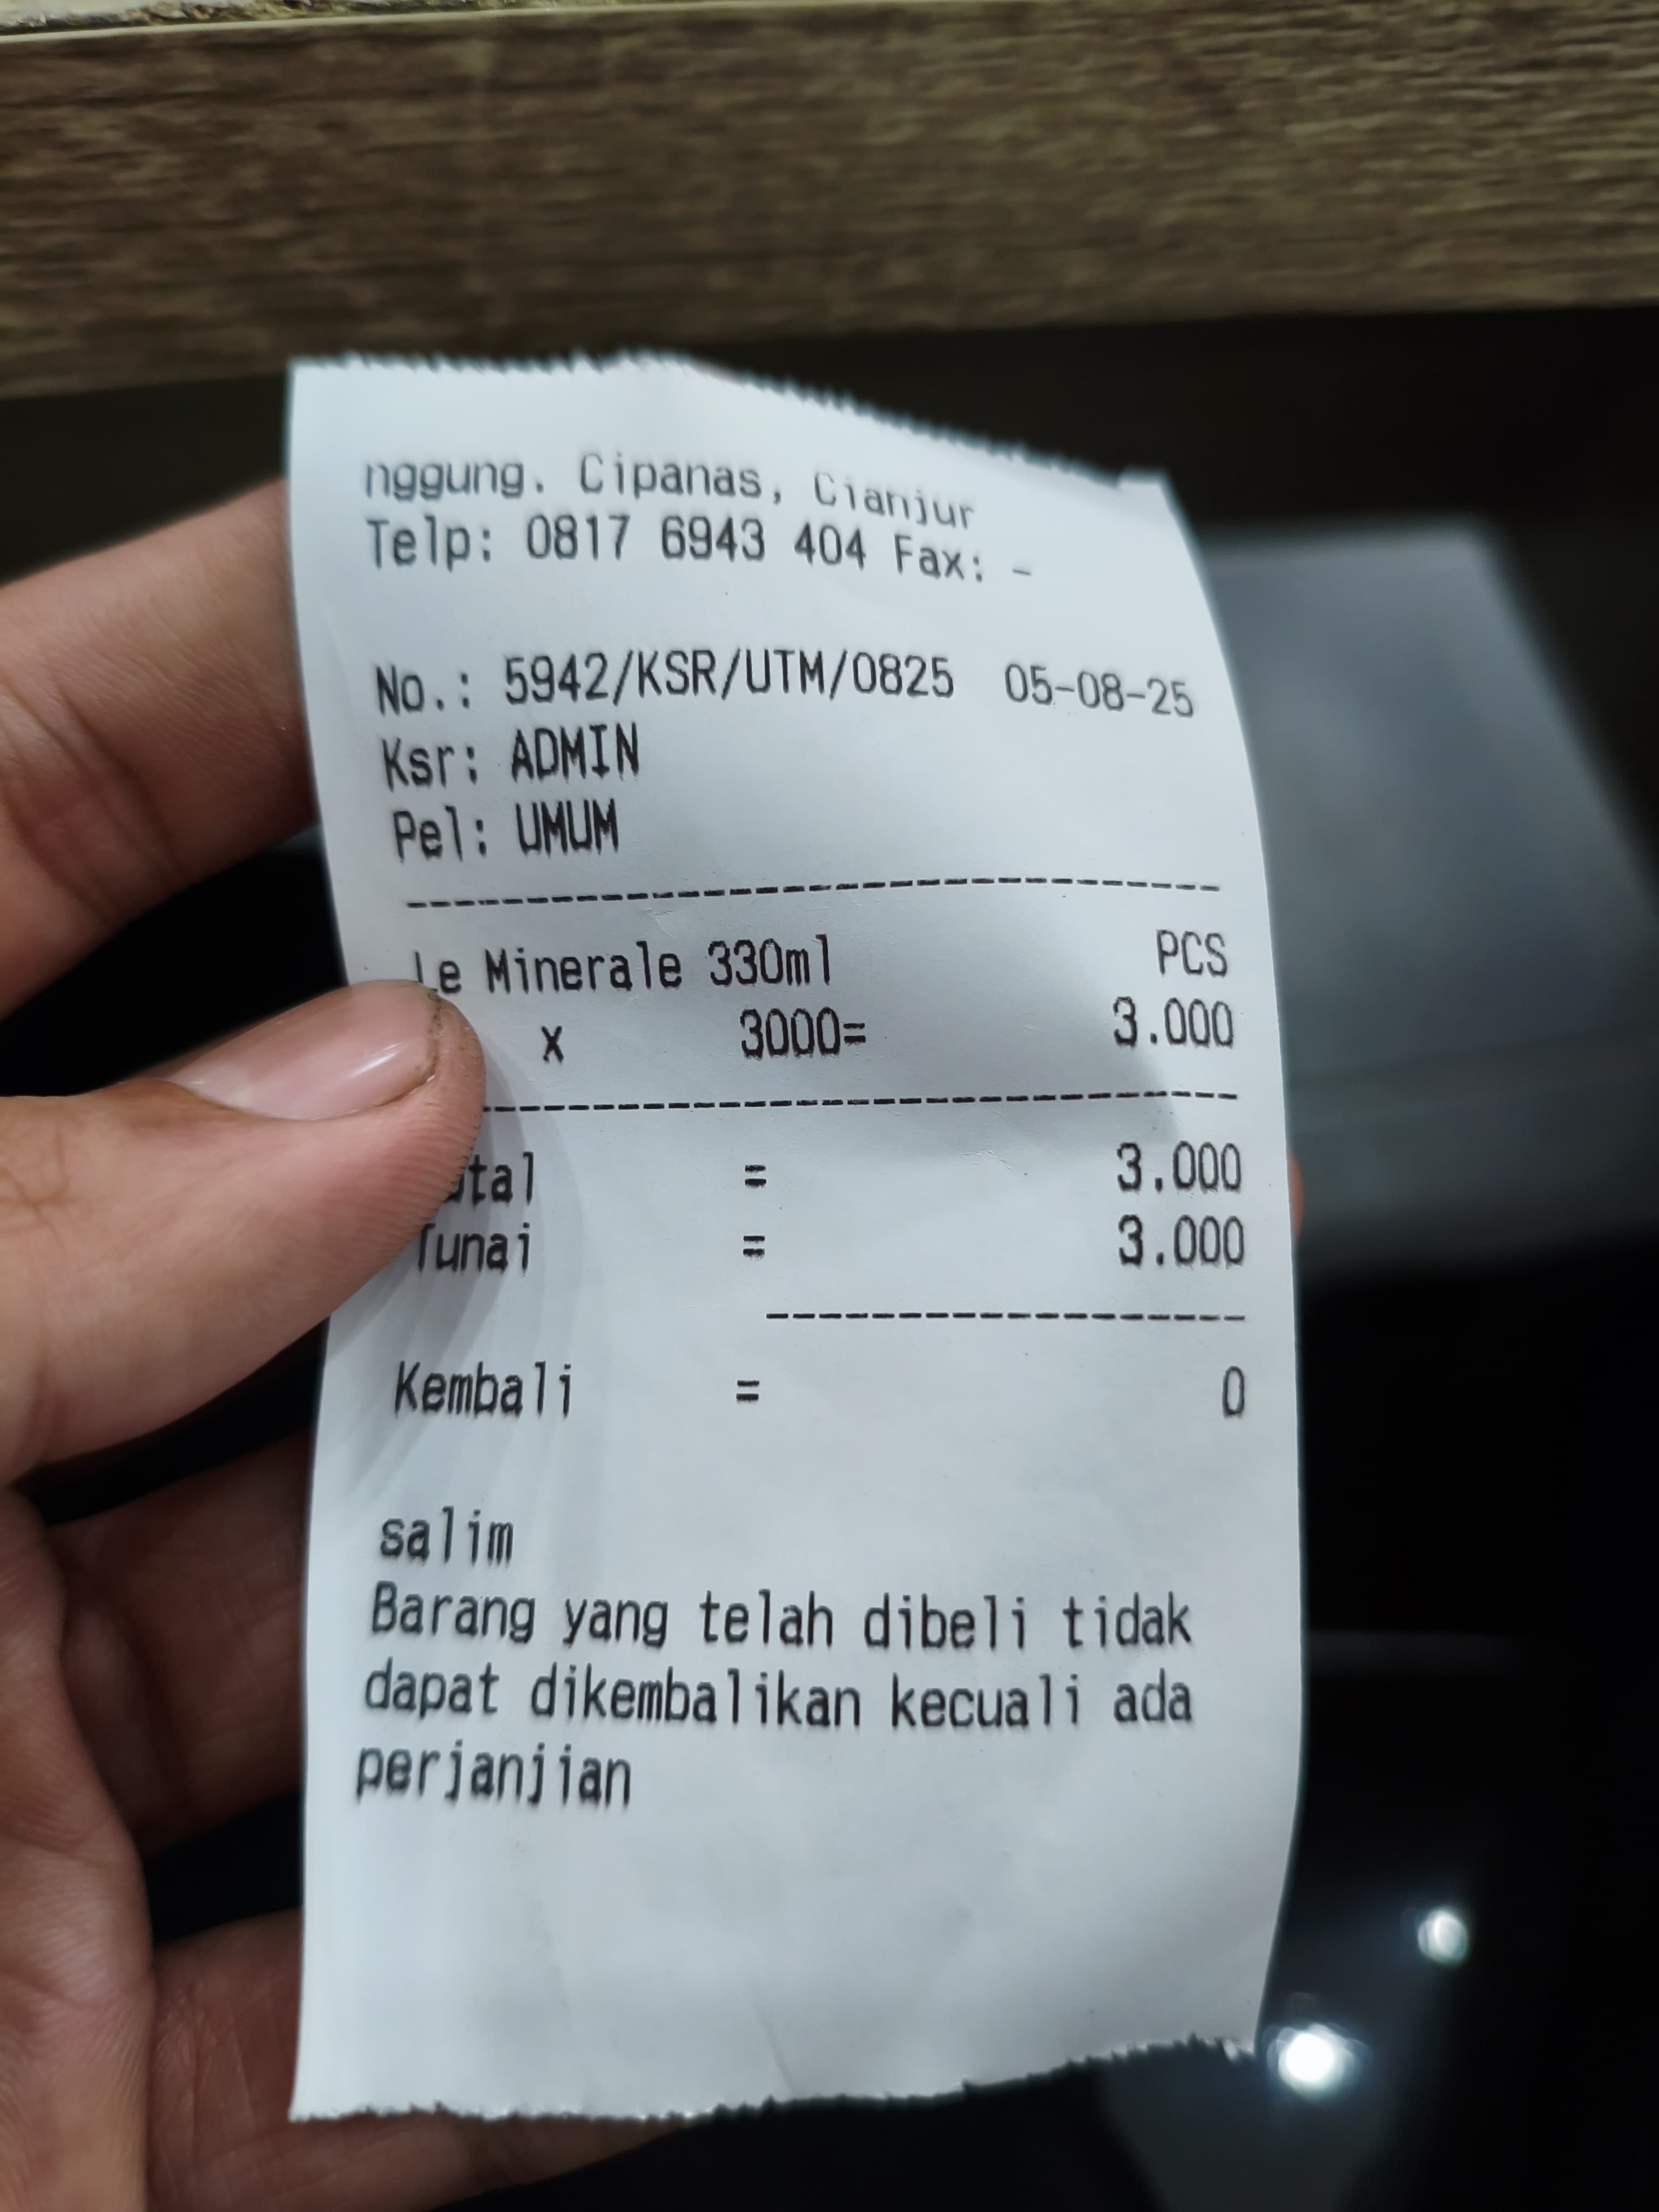 nggung. Cipanas, Cianjur
Telp: 0817 6943 404 Fax: -
No.: 5942/KSR/UTM/0825 05-08-25
Ksr: ADMIN
Pel: UMUM
--------------------------------
Le Minerale 330ml PCS
x 3000= 3.000
--------------------------------
tal = 3.000
Tunai = 3.000
------------------
Kembali = 0
salim
Barang yang telah dibeli tidak
dapat dikembalikan kecuali ada
perjanjian